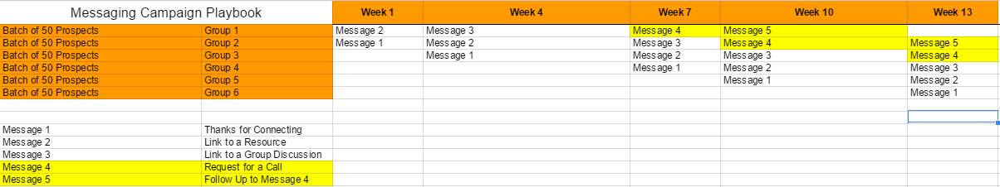 Messaging Campaign Playbook Week 1 Week 4 Week 7 Week 10 Week 13
Batch of 50 Prospects Group 1 Message 2 Message 3 Message 4 Message 5
Batch of 50 Prospects Group 2 Message 1 Message 2 Message 3 Message 4 Message 5
Batch of 50 Prospects Group 3 Message 1 Message 2 Message 3 Message 4
Batch of 50 Prospects Group 4 Message 1 Message 2 Message 3
Batch of 50 Prospects Group 5 Message 1 Message 2
Batch of 50 Prospects Group 6 Message 1
Message 1 Thanks for Connecting
Message 2 Link to a Resource
Message 3 Link to a Group Discussion
Message 4 Request for a Call
Message 5 Follow Up to Message 4